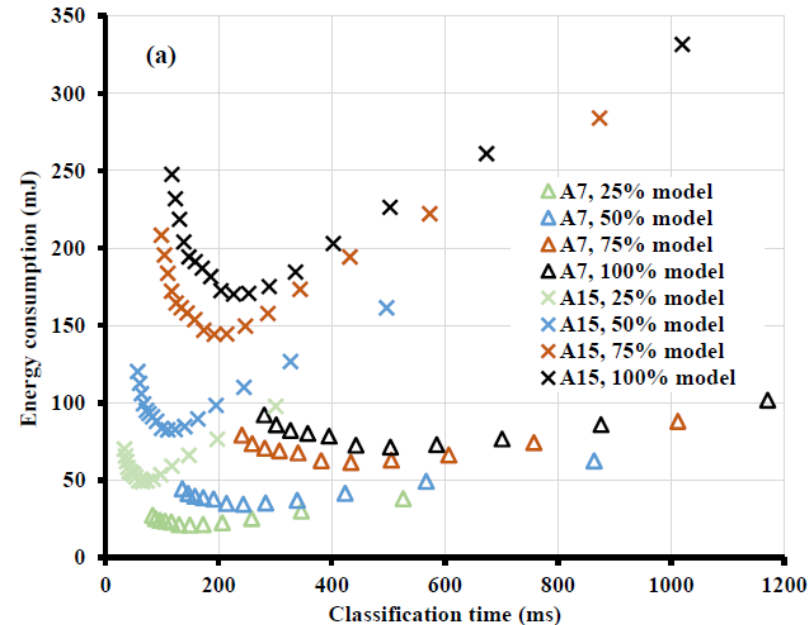 350
(a)
300
250
200
150
100
50
0
Energy consumption (mJ)
A7, 25% model
A7, 50% model
A7, 75% model
A7, 100% model
A15, 25% model
A15, 50% model
A15, 75% model
A15, 100% model
0 200 400 600 800 1000 1200
Classification time (ms)